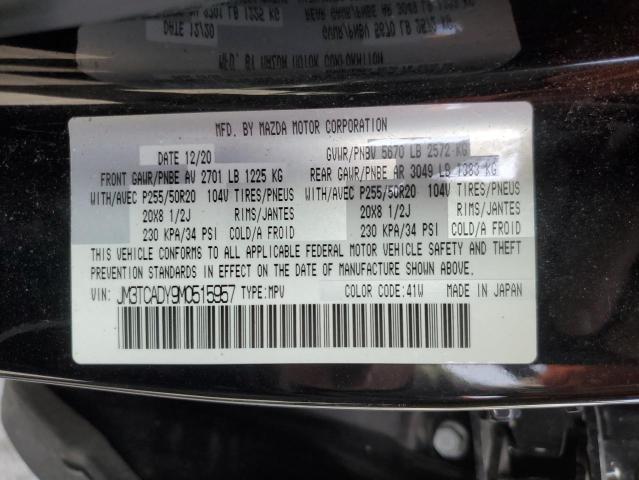 MFD. BY MAZDA MOTOR CORPORATION
DATE 12/20 GVWR/PNBV 5670 LB 2572 KG
FRONT GAWR/PNBE AV 2701 LB 1225 KG REAR GAWR/PNBE AR 3049 LB 1383 KG
WITH/AVEC P255/50R20 104V TIRES/PNEUS WITH/AVEC P255/50R20 104V TIRES/PNEUS
20X8 1/2J RIMS/JANTES 20X8 1/2J RIMS/JANTES
230 KPA/34 PSI COLD/A FROID 230 KPA/34 PSI COLD/A FROID
THIS VEHICLE CONFORMS TO ALL APPLICABLE FEDERAL MOTOR VEHICLE SAFETY AND THEFT
PREVENTION STANDARDS IN EFFECT ON THE DATE OF MANUFACTURE SHOWN ABOVE.
VIN: JM3TCADY9M0515957 TYPE:MPV COLOR CODE:41W MADE IN JAPAN